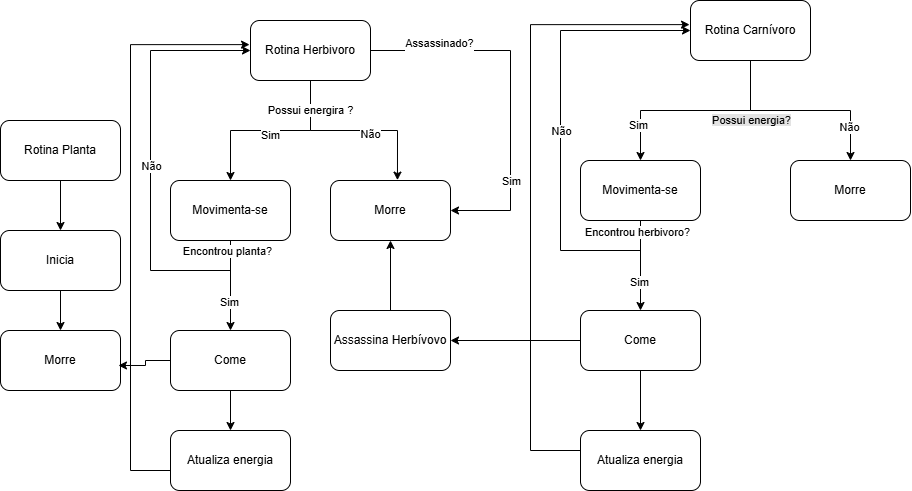 Rotina Planta
Inicia
Morre
Rotina Herbivoro
Assassinado?
Possui energira ?
Sim
Não
Não
Movimenta-se
Morre
Sim
Encontrou planta?
Sim
Come
Atualiza energia
Assassina Herbívovo
Rotina Carnívoro
Possui energia?
Sim
Não
Não
Movimenta-se
Morre
Encontrou herbivoro?
Sim
Come
Atualiza energia